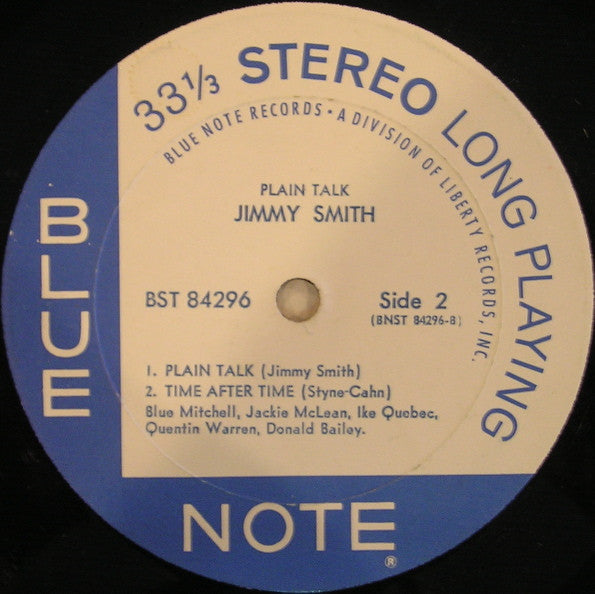 33⅓ STEREO LONG PLAYING
BLUE NOTE RECORDS • A DIVISION OF LIBERTY RECORDS, INC.
PLAIN TALK
JIMMY SMITH
BST 84296
Side 2
(BNST 84296-B)
1. PLAIN TALK (Jimmy Smith)
2. TIME AFTER TIME (Styne-Cahn)
Blue Mitchell, Jackie McLean, Ike Quebec,
Quentin Warren, Donald Bailey.
BLUE
NOTE®